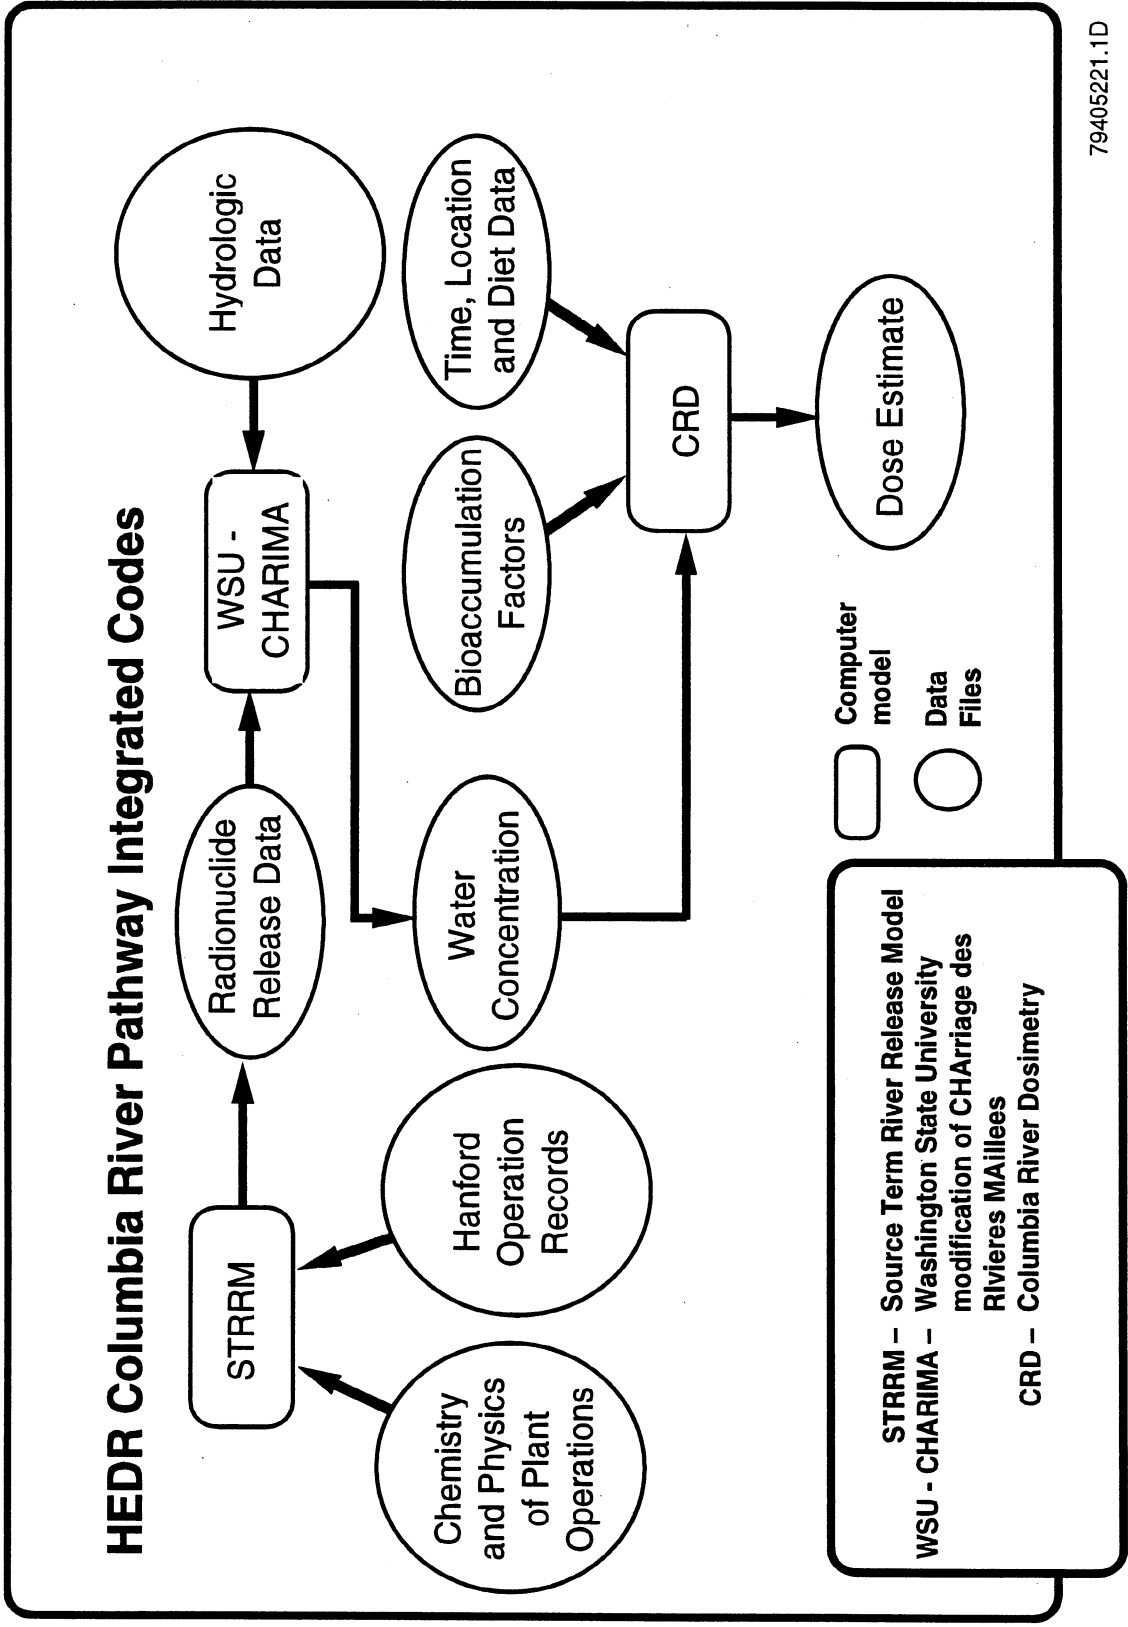 HEDR Columbia River Pathway Integrated Codes
STRRM
Radionuclide
Release Data
WSU -
CHARIMA
Hydrologic
Data
Chemistry
and Physics
of Plant
Operations
Hanford
Operation
Records
Water
Concentration
Bioaccumulation
Factors
Time, Location
and Diet Data
CRD
Dose Estimate
Computer
model
Data
Files
STRRM – Source Term River Release Model
WSU - CHARIMA – Washington State University
modification of CHArriage des
RIvieres MAillees
CRD – Columbia River Dosimetry
79405221.1D